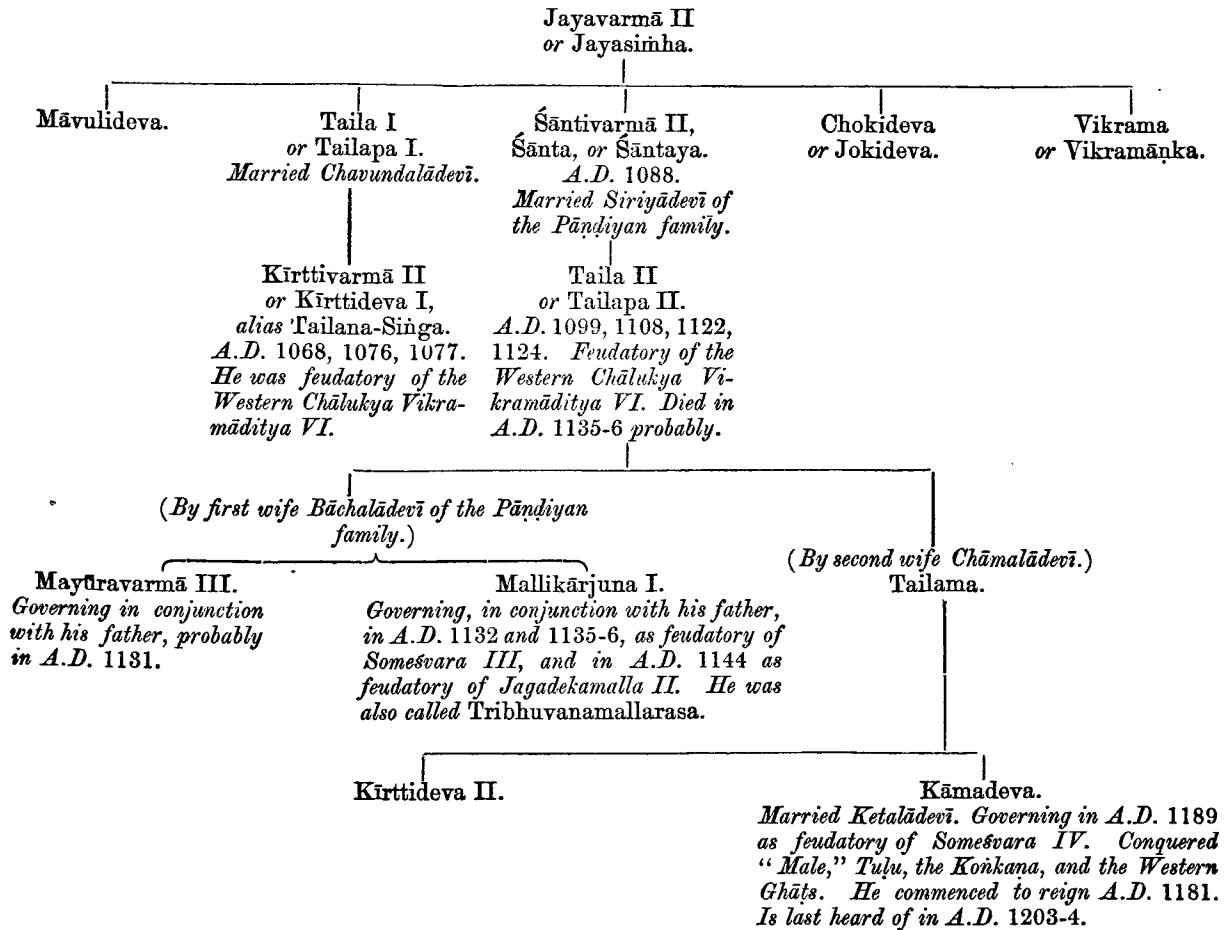 Jayavarmā II
or Jayasiṁha.
Māvulideva.
Taila I
or Tailapa I.
Married Chavundalādevī.
Śāntivarmā II,
Śānta, or Śāntaya.
A.D. 1088.
Married Siriyādevī of
the Pāṇḍiyan family.
Chokideva
or Jokideva.
Vikrama
or Vikramāṇka.
Kīrttivarmā II
or Kīrttideva I,
alias Tailana-Siṅga.
A.D. 1068, 1076, 1077.
He was feudatory of the
Western Chālukya Vikra-
māditya VI.
Taila II
or Tailapa II.
A.D. 1099, 1108, 1122,
1124. Feudatory of the
Western Chālukya Vi-
kramāditya VI. Died in
A.D. 1135-6 probably.
(By first wife Bāchalādevī of the Pāṇḍiyan
family.)
(By second wife Chāmalādevī.)
Tailama.
Mayūravarmā III.
Governing in conjunction
with his father, probably
in A.D. 1131.
Mallikārjuna I.
Governing, in conjunction with his father,
in A.D. 1132 and 1135-6, as feudatory of
Someśvara III, and in A.D. 1144 as
feudatory of Jagadekamalla II. He was
also called Tribhuvanamallarasa.
Kīrttideva II.
Kāmadeva.
Married Ketalādevī. Governing in A.D. 1189
as feudatory of Someśvara IV. Conquered
“Male,” Tuḷu, the Koṅkaṇa, and the Western
Ghāṭs. He commenced to reign A.D. 1181.
Is last heard of in A.D. 1203-4.